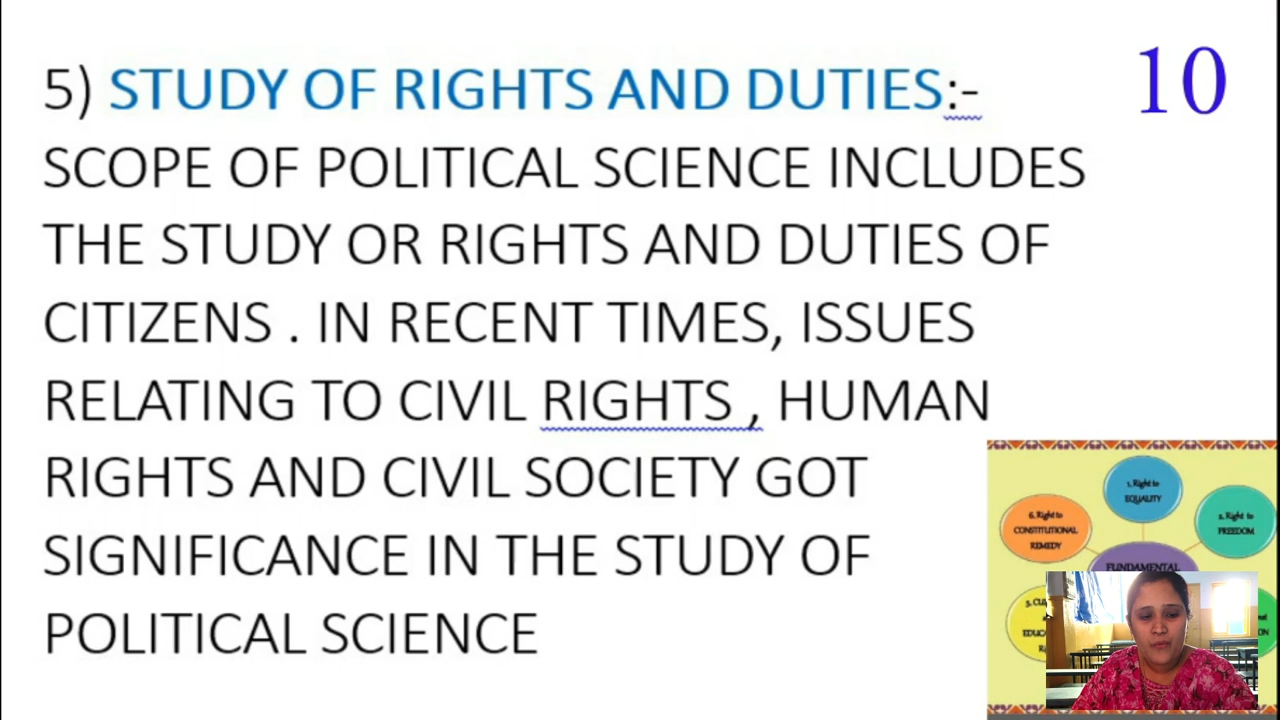 5) STUDY OF RIGHTS AND DUTIES:-
10
SCOPE OF POLITICAL SCIENCE INCLUDES
THE STUDY OR RIGHTS AND DUTIES OF
CITIZENS . IN RECENT TIMES, ISSUES
RELATING TO CIVIL RIGHTS , HUMAN
RIGHTS AND CIVIL SOCIETY GOT
SIGNIFICANCE IN THE STUDY OF
POLITICAL SCIENCE
1. Right to
EQUALITY
2. Right to
FREEDOM
6. Right to
CONSTITUTIONAL
REMEDY
FUNDAMENTAL